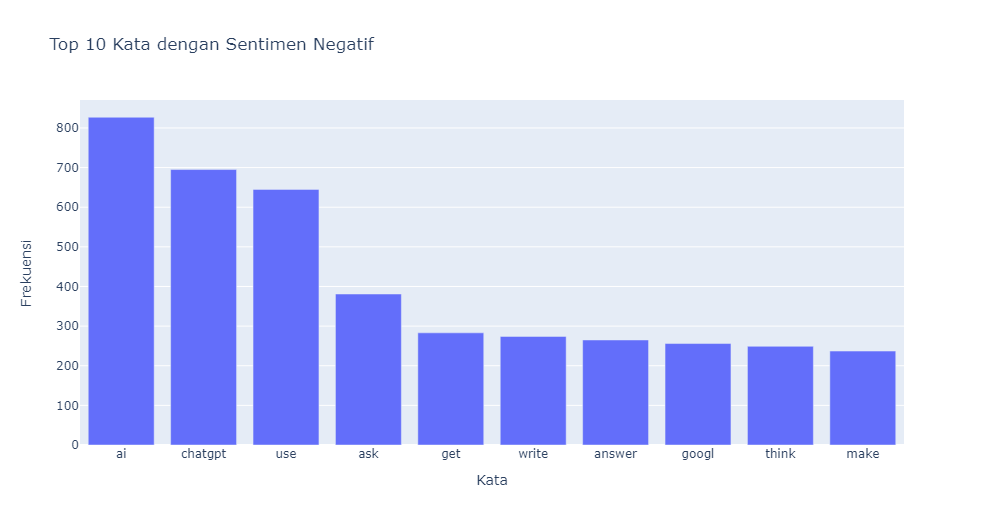 Top 10 Kata dengan Sentimen Negatif
Frekuensi
800
700
600
500
400
300
200
100
0
ai chatgpt use ask get write answer googl think make
Kata